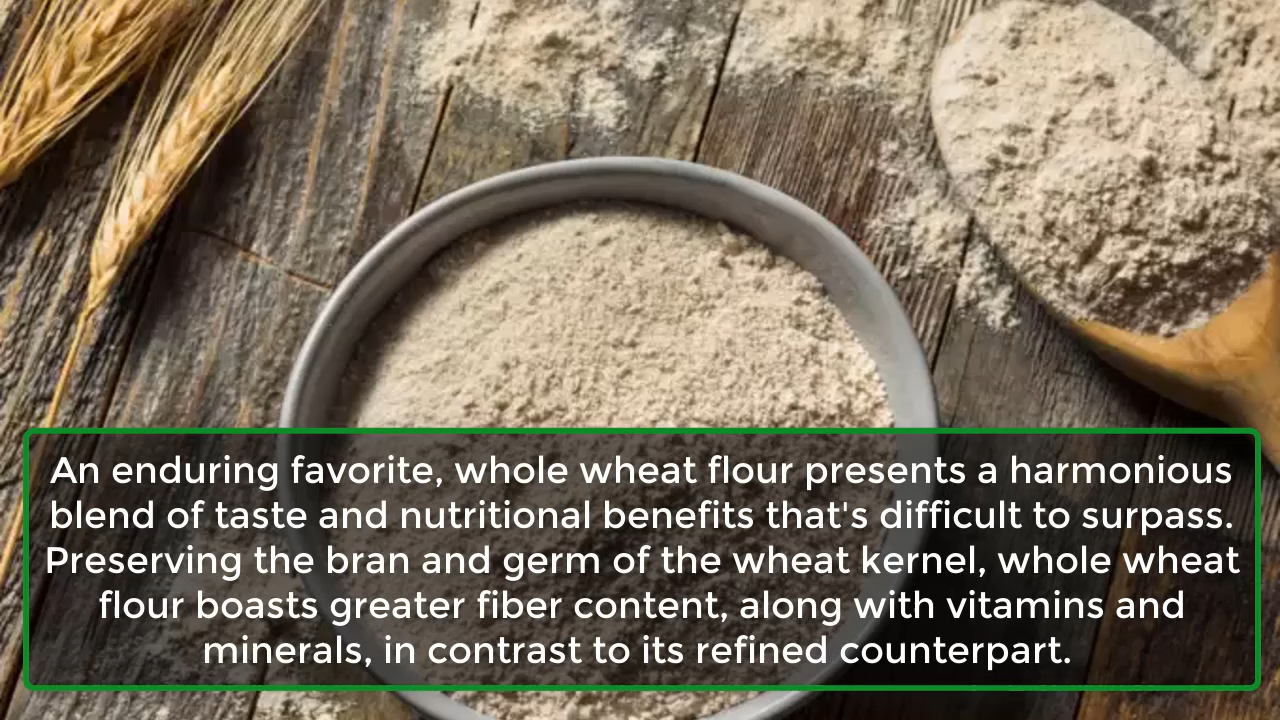 An enduring favorite, whole wheat flour presents a harmonious
blend of taste and nutritional benefits that's difficult to surpass.
Preserving the bran and germ of the wheat kernel, whole wheat
flour boasts greater fiber content, along with vitamins and
minerals, in contrast to its refined counterpart.